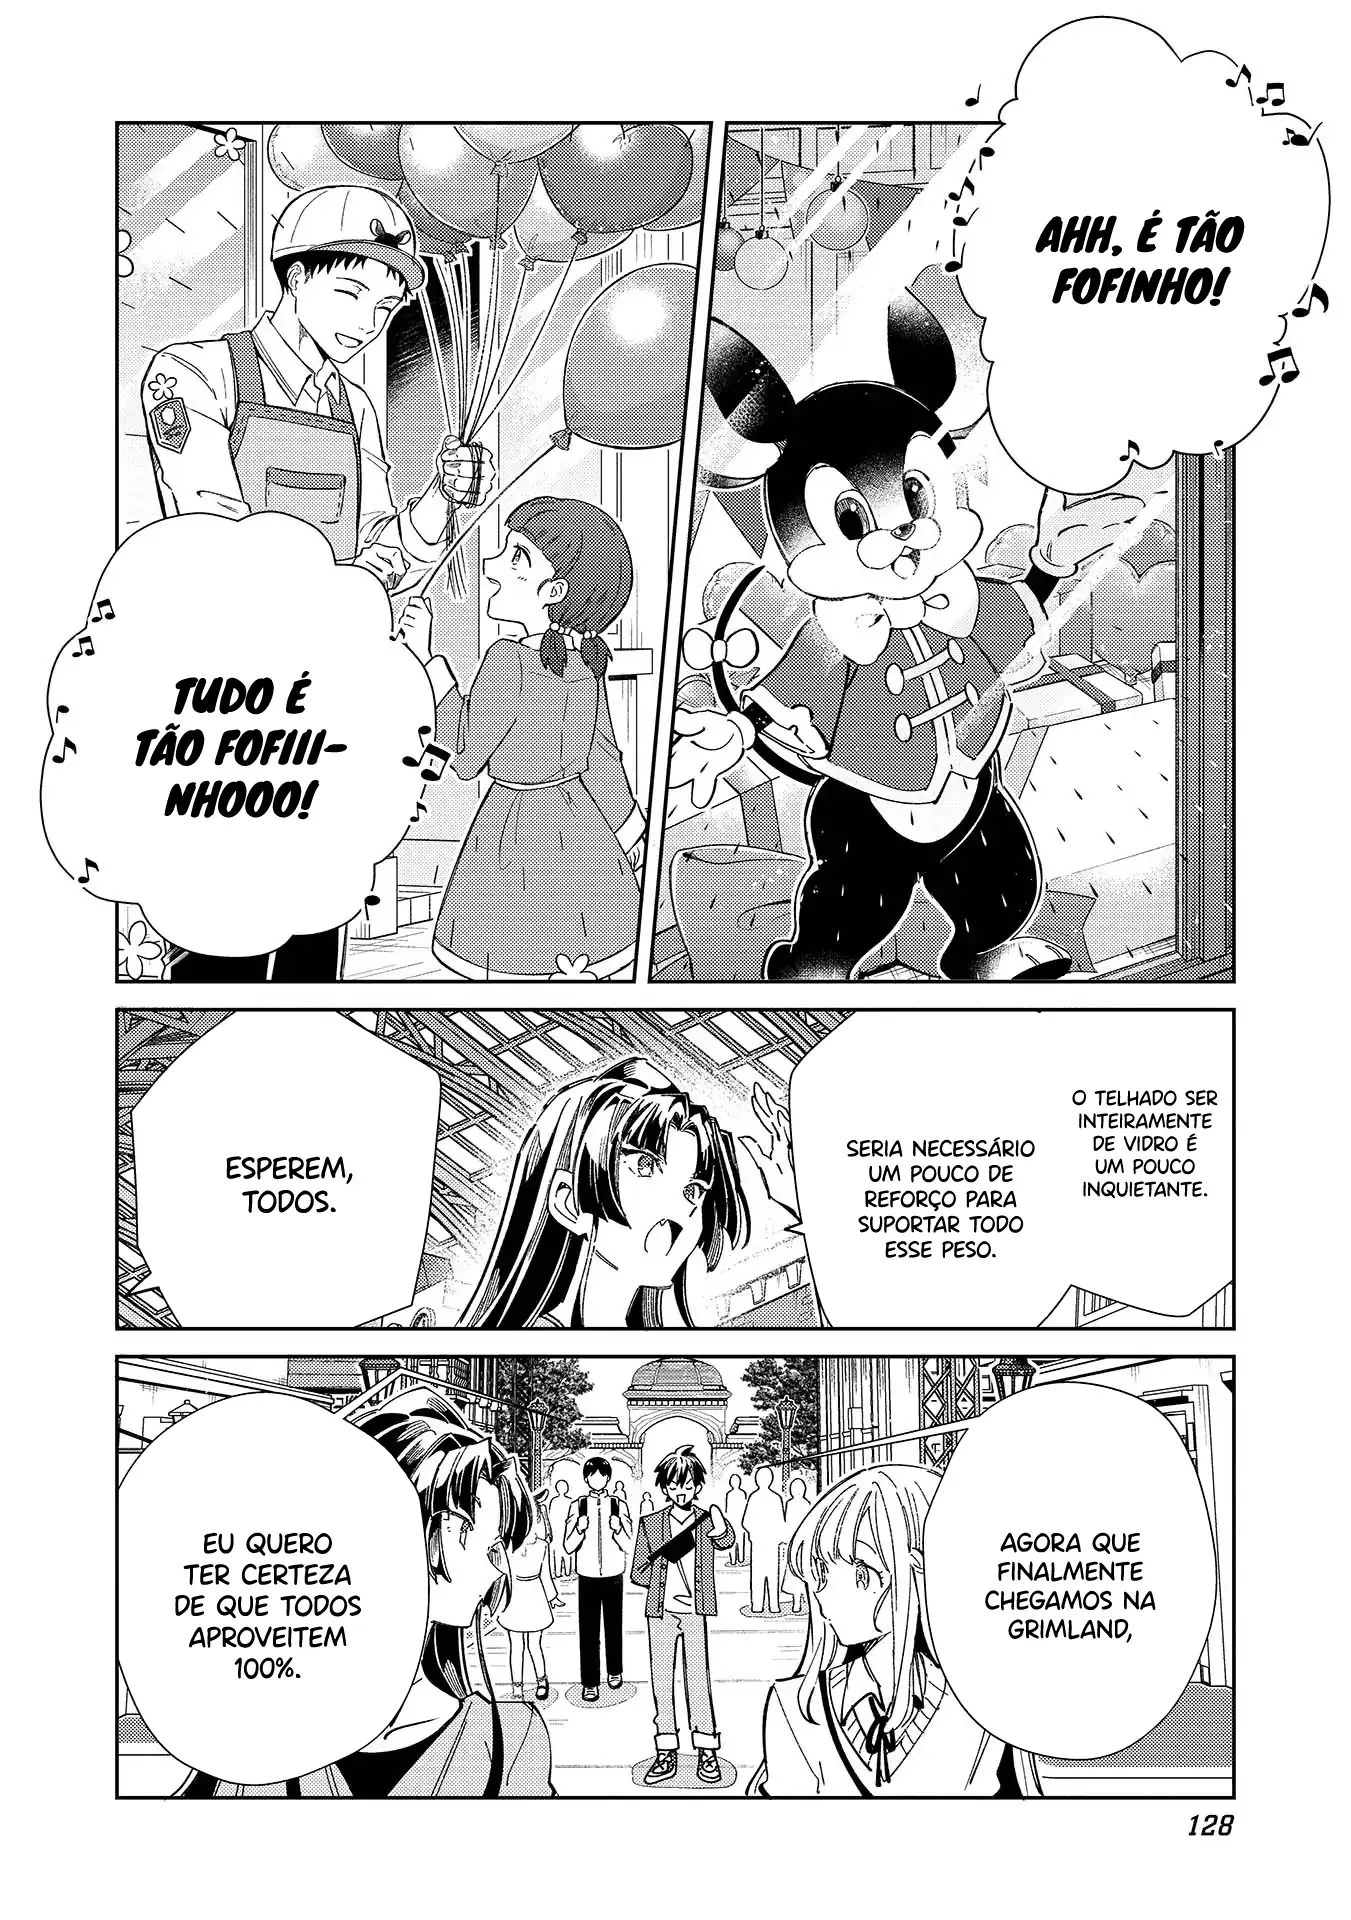 AHH, É TÃO
FOFINHO!
TUDO É
TÃO FOFIII-
NHOOO!
O TELHADO SER
INTEIRAMENTE
DE VIDRO É
UM POUCO
INQUIETANTE.
SERIA NECESSÁRIO
UM POUCO DE
REFORÇO PARA
SUPORTAR TODO
ESSE PESO.
ESPEREM,
TODOS.
AGORA QUE
FINALMENTE
CHEGAMOS NA
GRIMLAND,
EU QUERO
TER CERTEZA
DE QUE TODOS
APROVEITEM
100%.
128